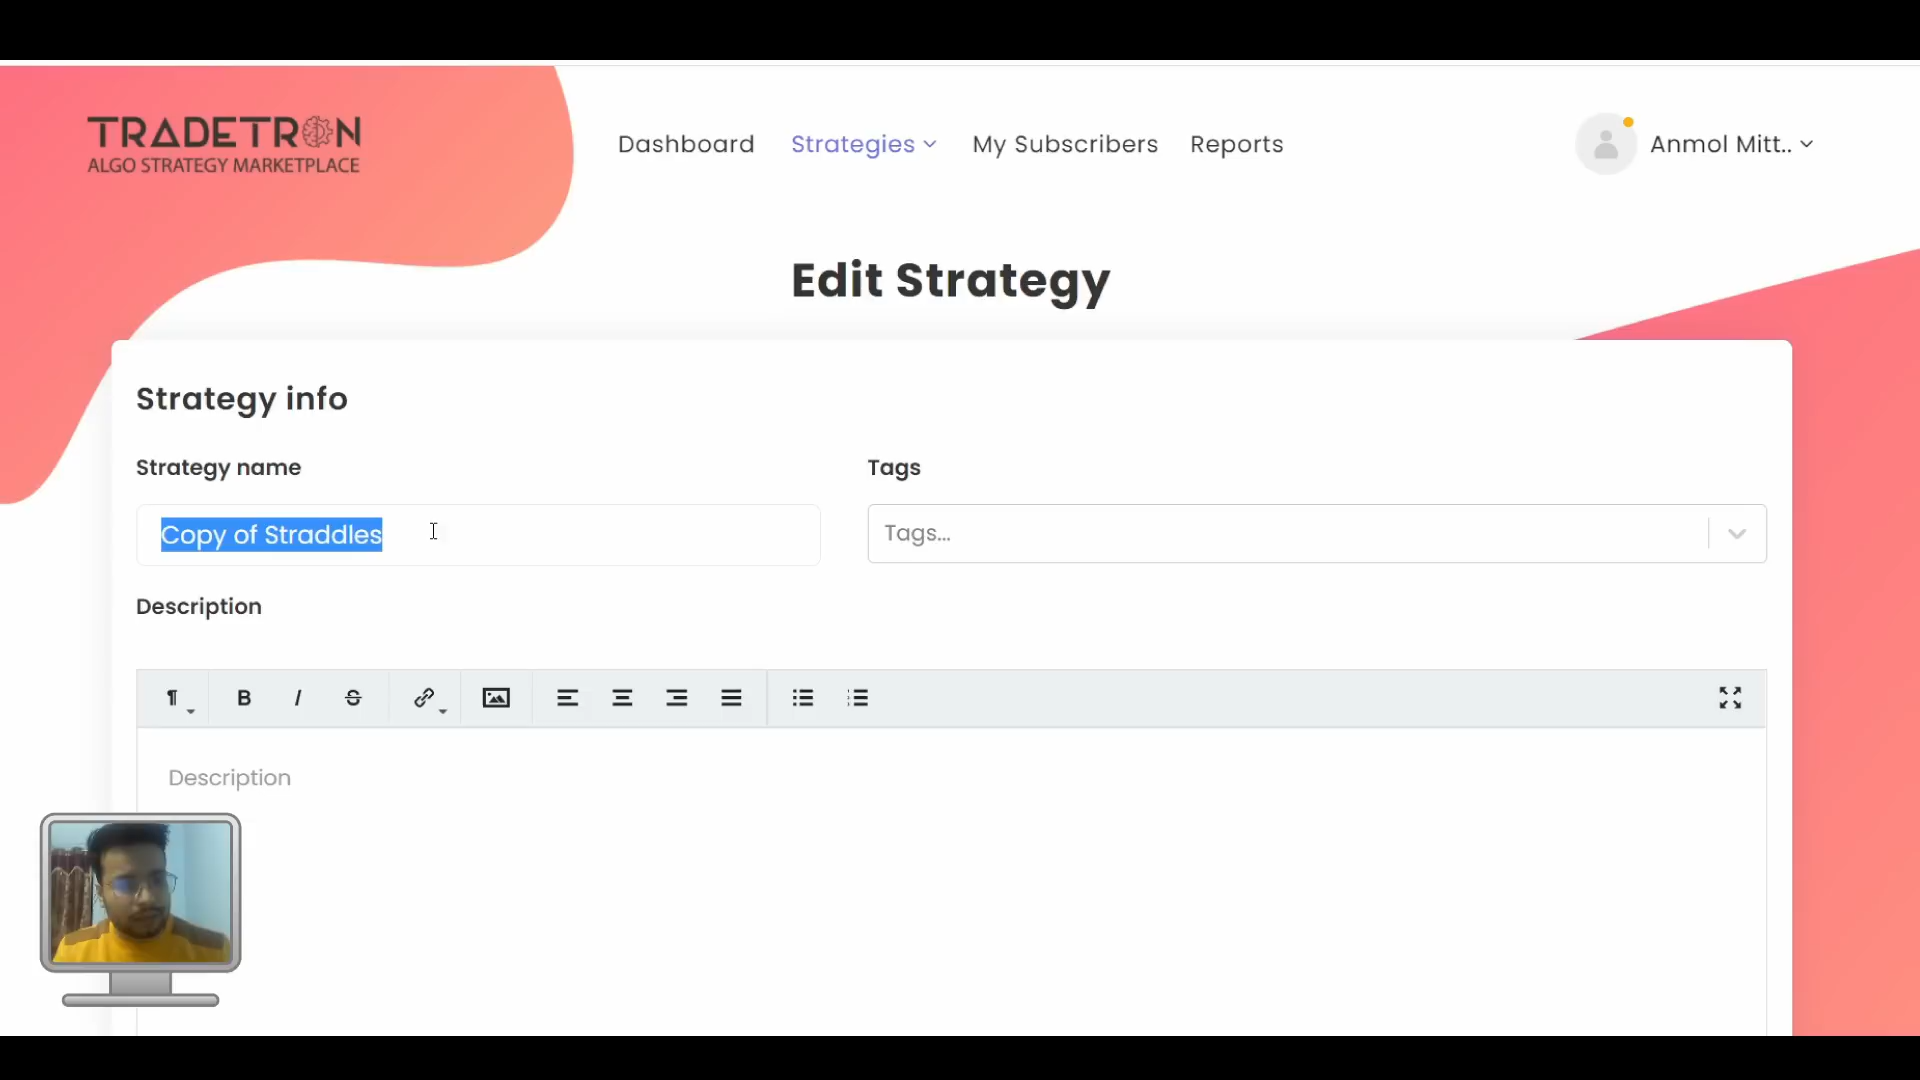 TRADETRON
ALGO STRATEGY MARKETPLACE
Dashboard
Strategies
My Subscribers
Reports
Anmol Mitt..
Edit Strategy
Strategy info
Strategy name
Tags
Copy of Straddles
Tags...
Description
¶
B
I
S
Description